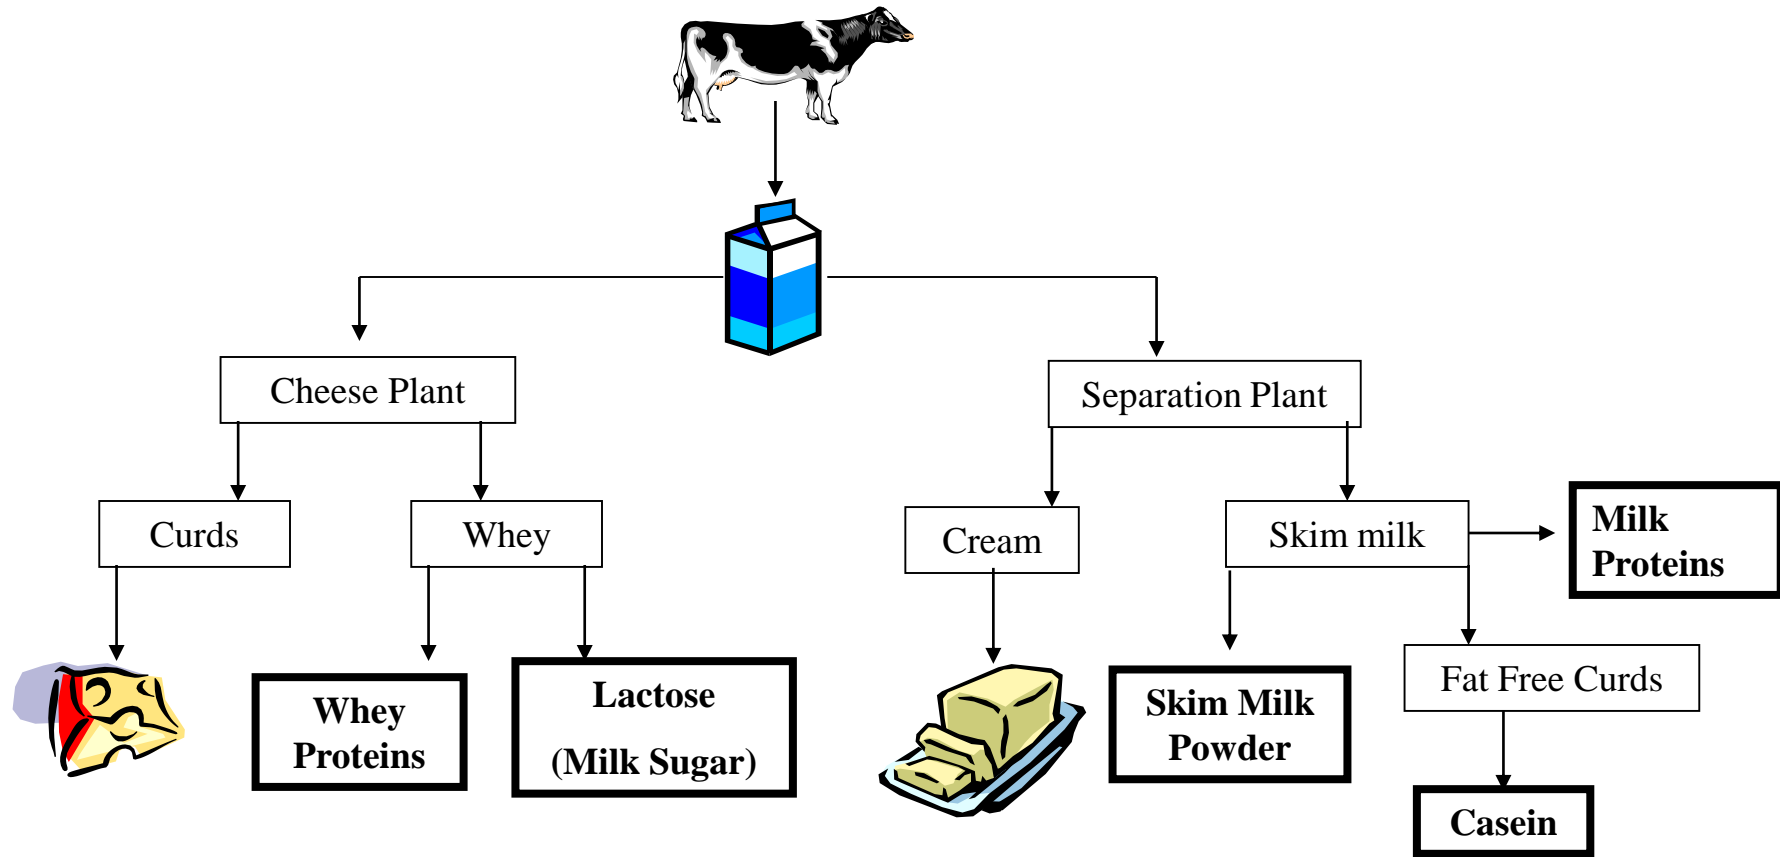 Cheese Plant
Separation Plant
Curds
Whey
Cream
Skim milk
Milk
Proteins
Fat Free Curds
Whey
Proteins
Lactose
(Milk Sugar)
Skim Milk
Powder
Casein